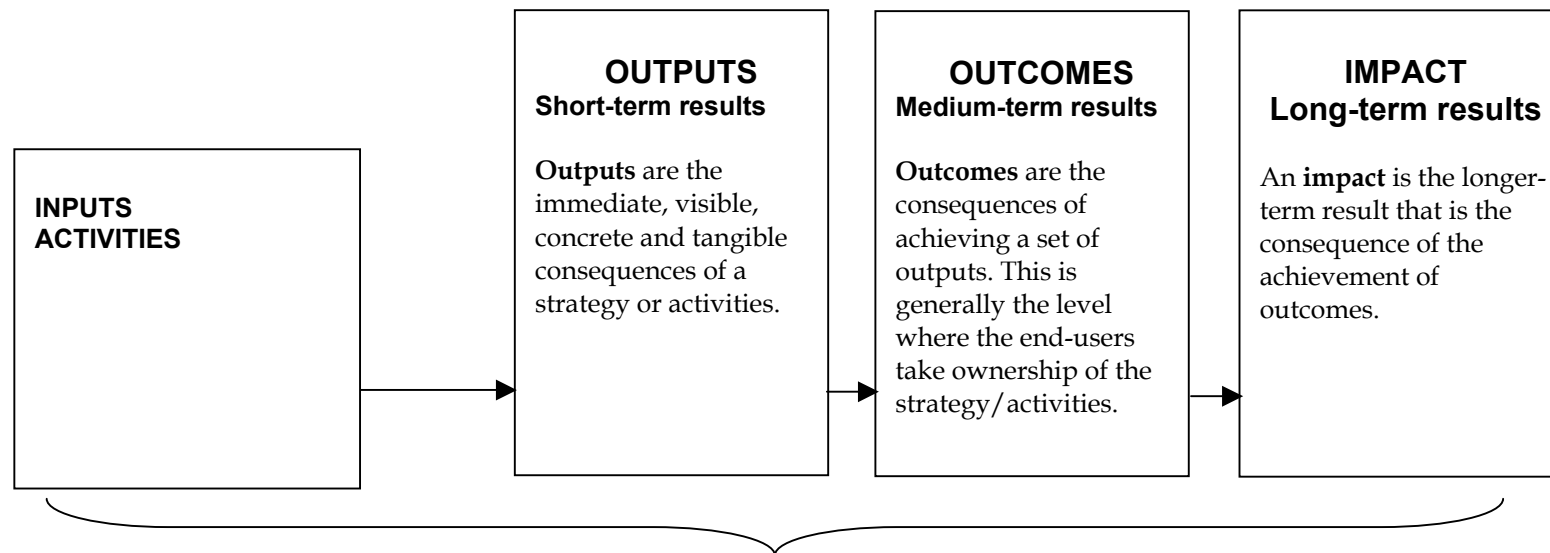 INPUTS
ACTIVITIES
OUTPUTS
Short-term results
Outputs are the
immediate, visible,
concrete and tangible
consequences of a
strategy or activities.
OUTCOMES
Medium-term results
Outcomes are the
consequences of
achieving a set of
outputs. This is
generally the level
where the end-users
take ownership of the
strategy/activities.
IMPACT
Long-term results
An impact is the longer-
term result that is the
consequence of the
achievement of
outcomes.